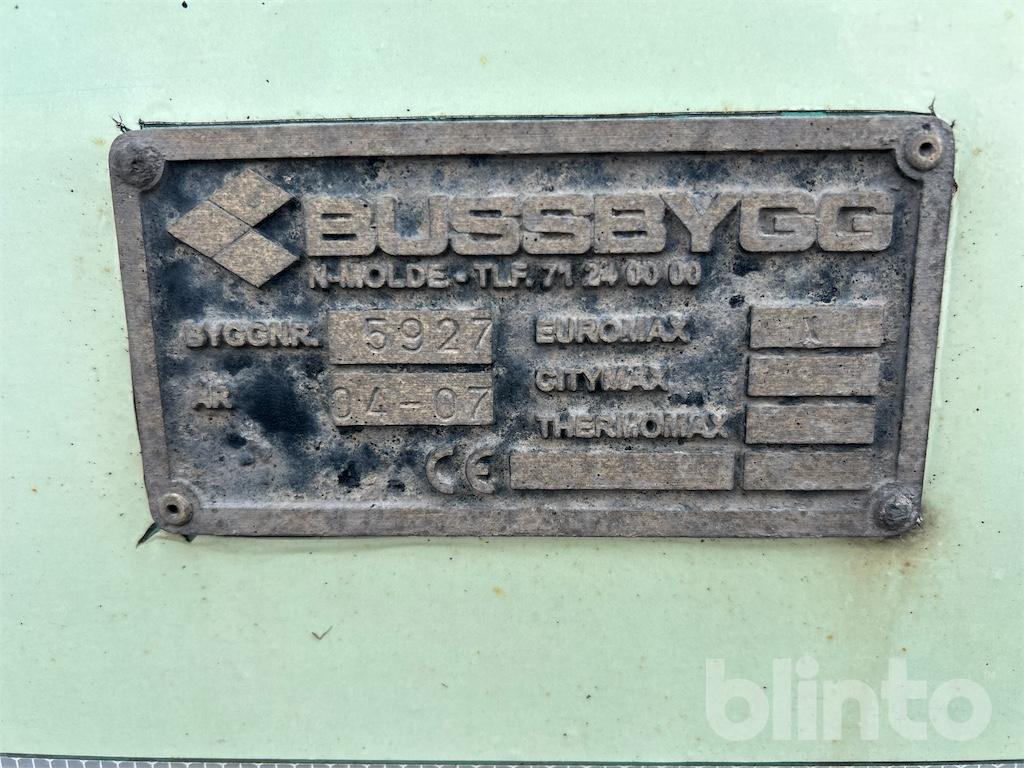 BUSSBYGG
N-MOLDE · TLF. 71 24 00 00
BYGGNR. 5927
ÅR 04-07
EUROMAX X
CITYMAX
THERMOMAX
CE
blinto